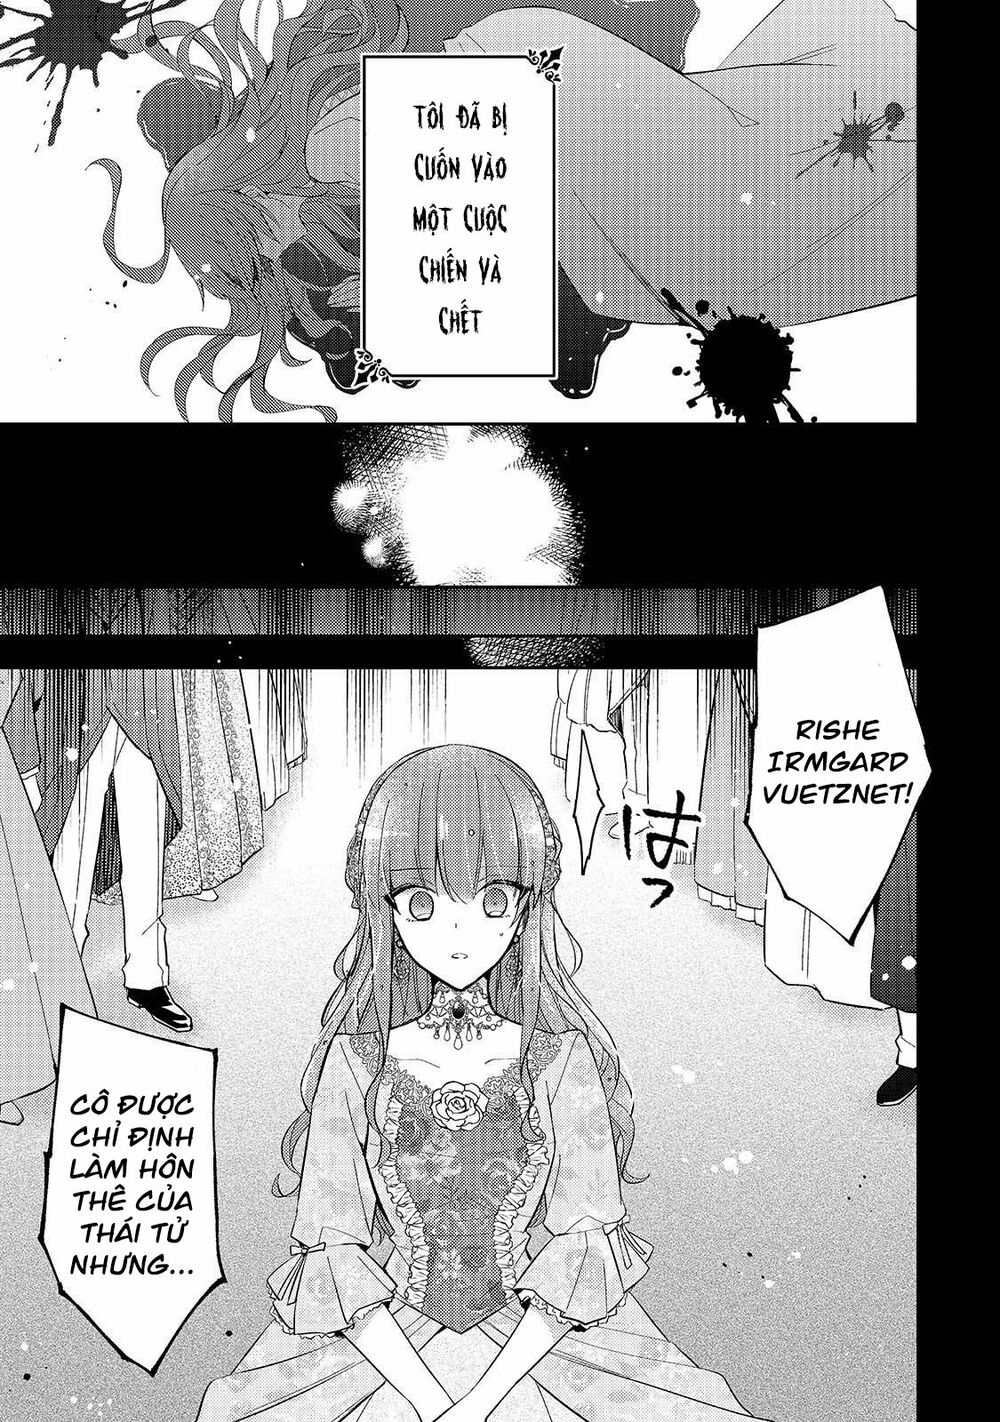 TÔI ĐÃ BỊ
CUỐN VÀO
MỘT CUỘC
CHIẾN VÀ
CHẾT
RISHE
IRMGARD
VUETZNET!
はっ
CÔ ĐƯỢC
CHỈ ĐỊNH
LÀM HÔN
THÊ CỦA
THÁI TỬ
NHƯNG...